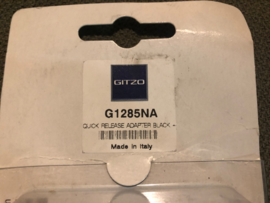 GITZO
G1285NA
QUICK RELEASE ADAPTER BLACK -
Made in Italy